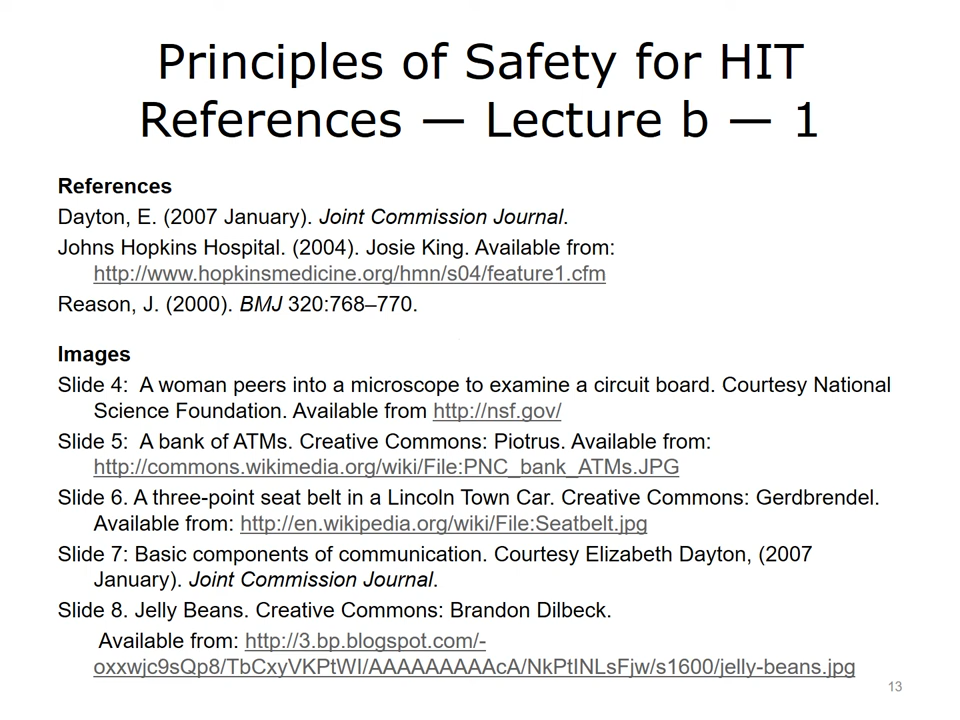 Principles of Safety for HIT
References — Lecture b — 1
References
Dayton, E. (2007 January). Joint Commission Journal.
Johns Hopkins Hospital. (2004). Josie King. Available from:
http://www.hopkinsmedicine.org/hmn/s04/feature1.cfm
Reason, J. (2000). BMJ 320:768–770.
Images
Slide 4:  A woman peers into a microscope to examine a circuit board. Courtesy National
Science Foundation. Available from http://nsf.gov/
Slide 5:  A bank of ATMs. Creative Commons: Piotrus. Available from:
http://commons.wikimedia.org/wiki/File:PNC_bank_ATMs.JPG
Slide 6. A three-point seat belt in a Lincoln Town Car. Creative Commons: Gerdbrendel.
Available from: http://en.wikipedia.org/wiki/File:Seatbelt.jpg
Slide 7: Basic components of communication. Courtesy Elizabeth Dayton, (2007
January). Joint Commission Journal.
Slide 8. Jelly Beans. Creative Commons: Brandon Dilbeck.
Available from: http://3.bp.blogspot.com/-
oxxwjc9sQp8/TbCxyVKPtWI/AAAAAAAAAcA/NkPtINLsFjw/s1600/jelly-beans.jpg
13